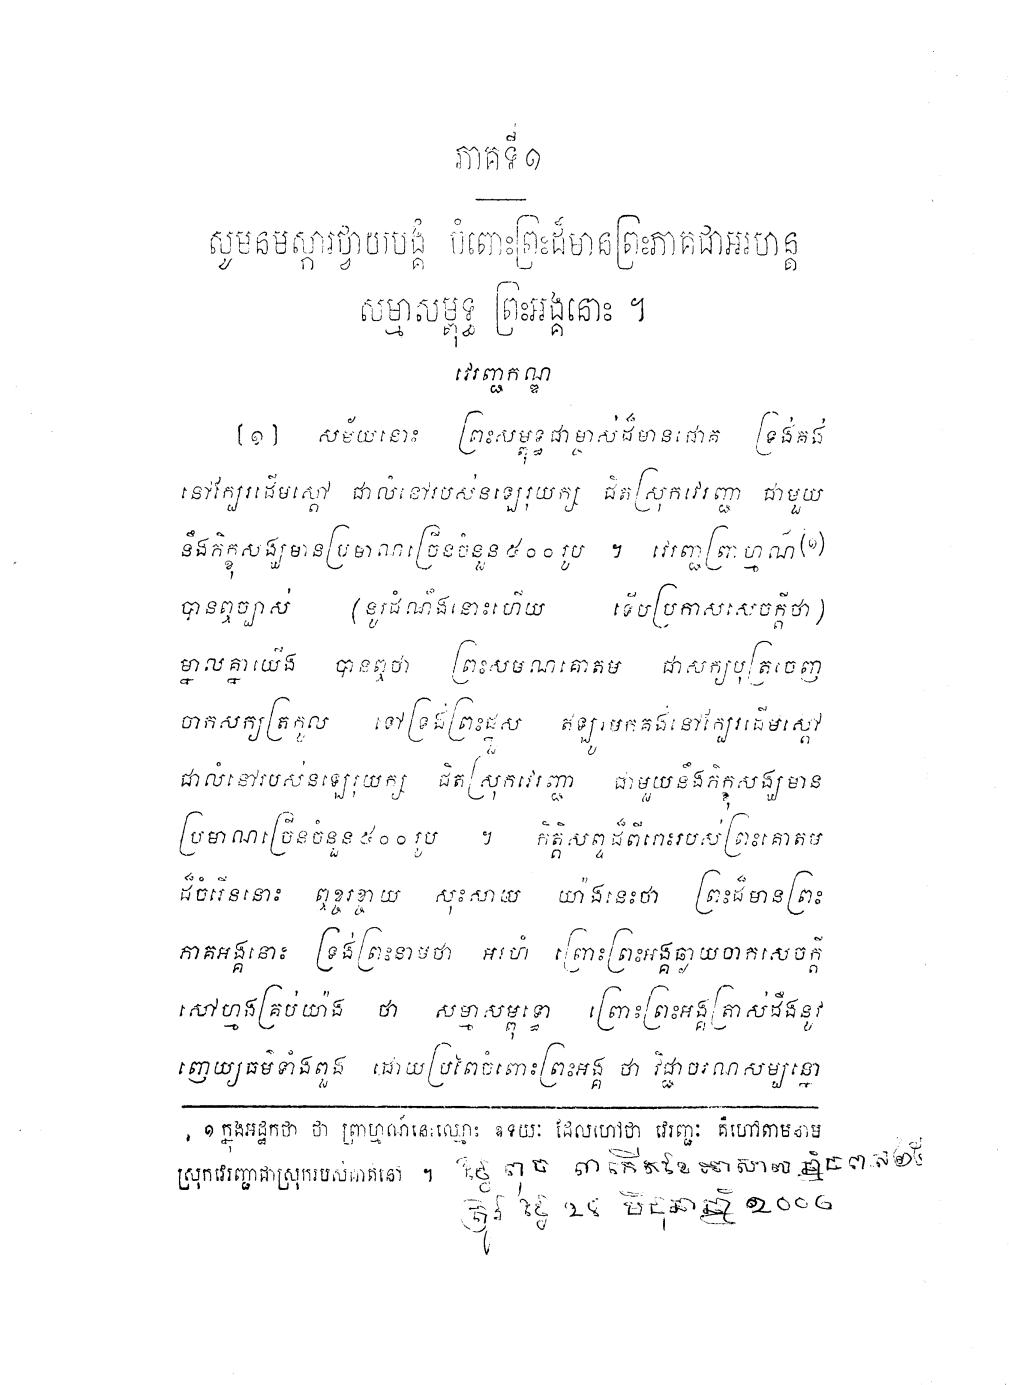 ភាគទី១
សូមនមស្ការថ្វាយបង្គំ ចំពោះព្រះដ៏មានព្រះភាគជាអរហន្ត
សម្មាសម្ពុទ្ធ ព្រះអង្គនោះ ។
វេរញ្ជកណ្ឌ
[១] សម័យនោះ ព្រះសម្ពុទ្ធជាម្ចាស់ដ៏មានជោគ ទ្រង់គង់
នៅក្បែរដើមស្តៅ ជាលំនៅរបស់នឡេរុយក្ស ជិតស្រុកវេរញ្ជា ជាមួយ
នឹងភិក្ខុសង្ឃមានប្រមាណច្រើនចំនួន៥០០រូប ។ វេរញ្ជព្រាហ្មណ៍(១)
បានឮច្បាស់ (នូវដំណឹងនោះហើយ ទើបប្រកាសសេចក្តីថា)
ម្នាលគ្នាយើង បានឮថា ព្រះសមណគោតម ជាសក្យបុត្រចេញ
ចាកសក្យត្រកូល ទៅទ្រង់ព្រះផ្នួស ឥឡូវមកគង់នៅក្បែរដើមស្តៅ
ជាលំនៅរបស់នឡេរុយក្ស ជិតស្រុកវេរញ្ជា ជាមួយនឹងភិក្ខុសង្ឃមាន
ប្រមាណច្រើនចំនួន៥០០រូប ។ កិត្តិសព្ទដ៏ពីរោះរបស់ព្រះគោតម
ដ៏ចំរើននោះ ឮខ្ចរខ្ចាយ សុះសាយ យ៉ាងនេះថា ព្រះដ៏មានព្រះ
ភាគអង្គនោះ ទ្រង់ព្រះនាមថា អរហំ ព្រោះព្រះអង្គឆ្ងាយចាកសេចក្តី
សៅហ្មងគ្រប់យ៉ាង ថា សម្មាសម្ពុទ្ធោ ព្រោះព្រះអង្គត្រាស់ដឹងនូវ
ញេយ្យធម៌ទាំងពួង ដោយប្រពៃចំពោះព្រះអង្គ ថា វិជ្ជាចរណសម្បន្នោ
១ ក្នុងអដ្ឋកថា ថា ព្រាហ្មណ៍នេះឈ្មោះ ឧទយៈ ដែលហៅថា វេរញ្ជៈ គឺហៅតាមនាម
ស្រុកវេរញ្ជាជាស្រុករបស់គាត់នៅ ។ ថ្ងៃ ពុធ ៣ កើតខែ អាសាឍ ឆ្នាំ
ត្រូវ ថ្ងៃ ២៨ មិថុនា ឆ្នាំ ២០០៦